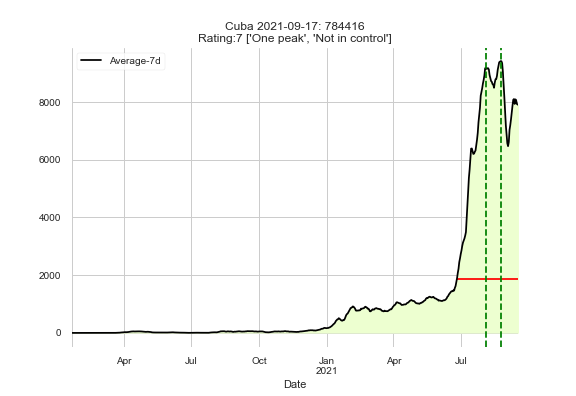 Cuba 2021-09-17: 784416
Rating:7 ['One peak', 'Not in control']
Average-7d
8000
6000
4000
2000
0
Apr Jul Oct Jan Apr Jul
2021
Date